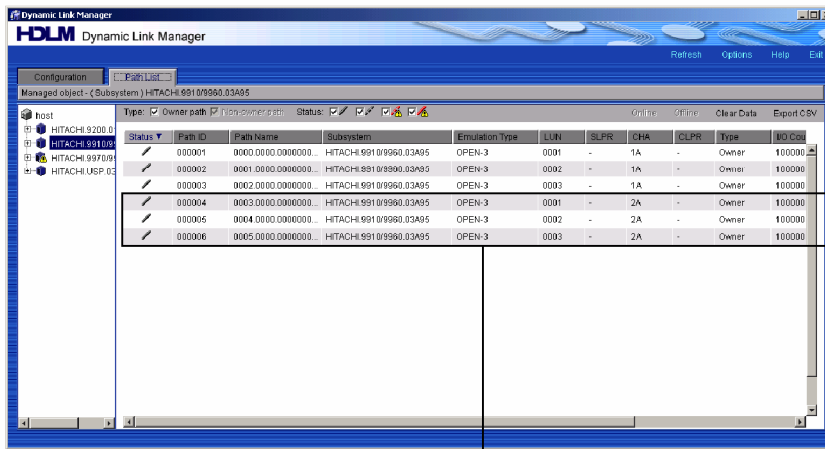 Dynamic Link Manager
HDLM Dynamic Link Manager
Refresh Options Help Exit
Configuration Path List
Managed object - ( Subsystem ) HITACHI.9910/9960.03A95
host
HITACHI.9200.0
HITACHI.9910/9
HITACHI.9970/9
HITACHI.USP.03
Type: Owner path Non-owner path Status: Online Offline Clear Data Export CSV
Status Path ID Path Name Subsystem Emulation Type LUN SLPR CHA CLPR Type I/O Cou
000001 0000.0000.0000000... HITACHI.9910/9960.03A95 OPEN-3 0001 - 1A - Owner 100000
000002 0001.0000.0000000... HITACHI.9910/9960.03A95 OPEN-3 0002 - 1A - Owner 100000
000003 0002.0000.0000000... HITACHI.9910/9960.03A95 OPEN-3 0003 - 1A - Owner 100000
000004 0003.0000.0000000... HITACHI.9910/9960.03A95 OPEN-3 0001 - 2A - Owner 100000
000005 0004.0000.0000000... HITACHI.9910/9960.03A95 OPEN-3 0002 - 2A - Owner 100000
000006 0005.0000.0000000... HITACHI.9910/9960.03A95 OPEN-3 0003 - 2A - Owner 100000